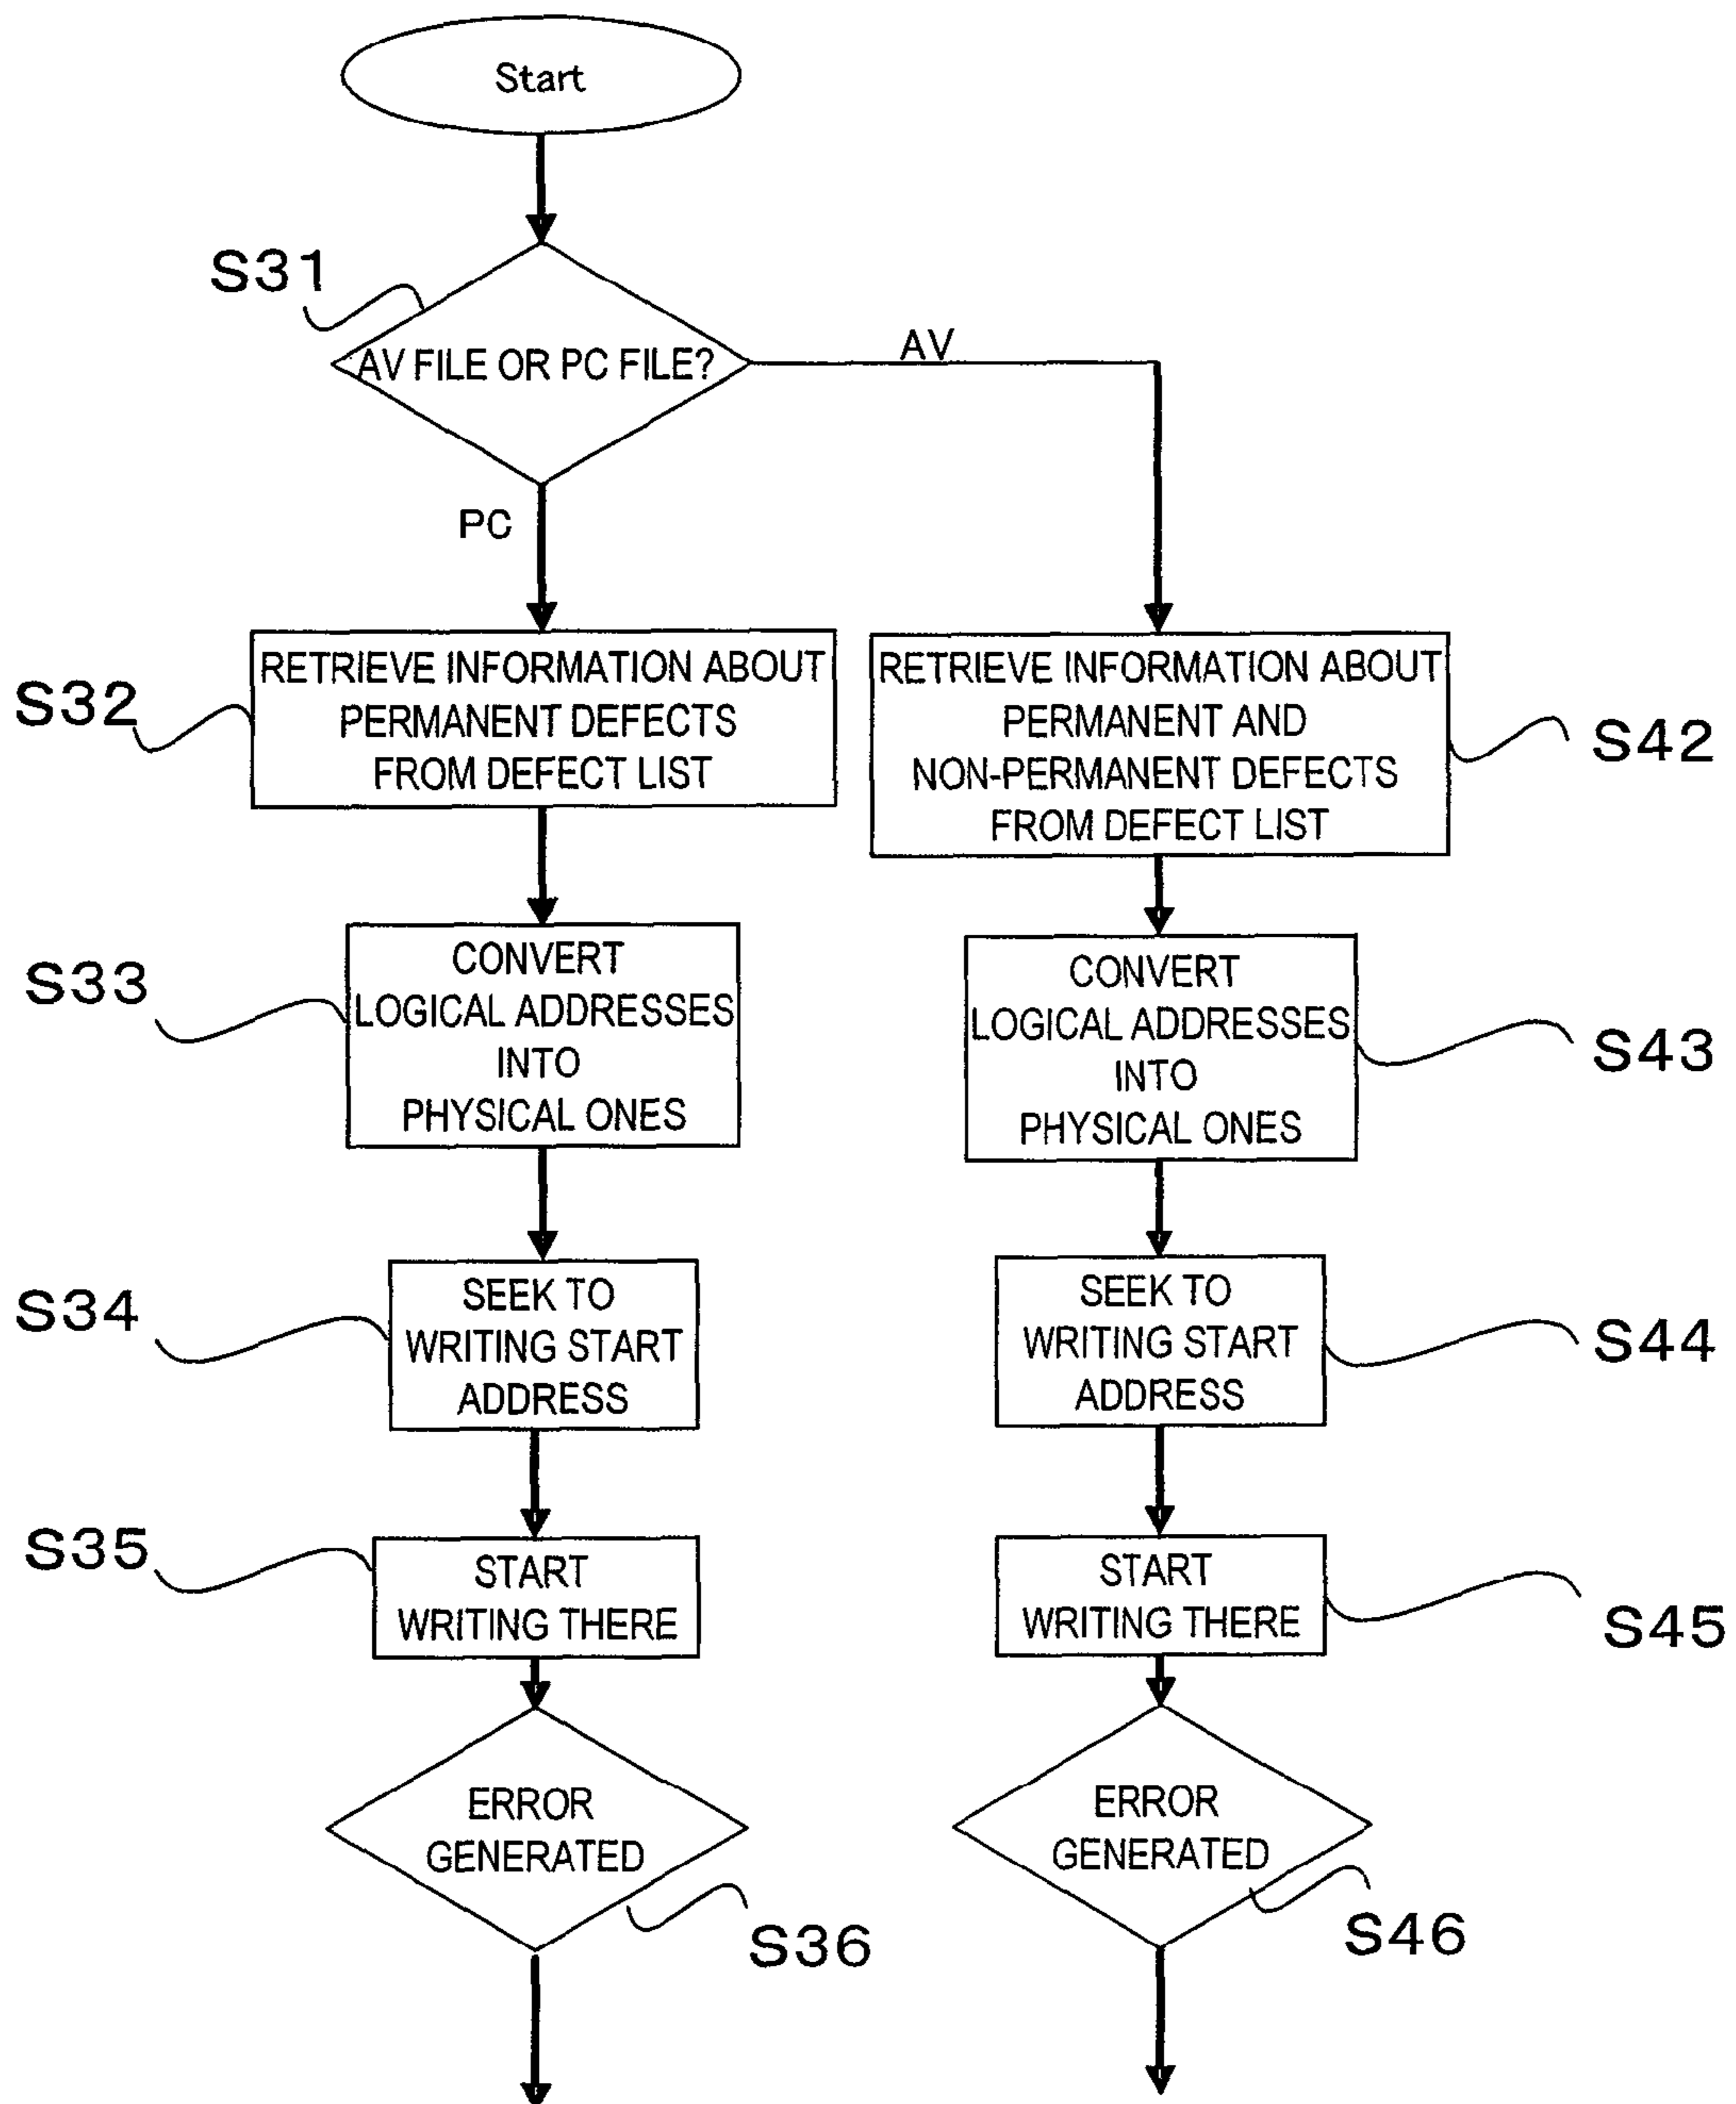 Start
S31
AV FILE OR PC FILE?
AV
PC
S32
RETRIEVE INFORMATION ABOUT
PERMANENT DEFECTS
FROM DEFECT LIST
RETRIEVE INFORMATION ABOUT
PERMANENT AND
NON-PERMANENT DEFECTS
FROM DEFECT LIST
S42
S33
CONVERT
LOGICAL ADDRESSES
INTO
PHYSICAL ONES
CONVERT
LOGICAL ADDRESSES
INTO
PHYSICAL ONES
S43
S34
SEEK TO
WRITING START
ADDRESS
SEEK TO
WRITING START
ADDRESS
S44
S35
START
WRITING THERE
START
WRITING THERE
S45
ERROR
GENERATED
S36
ERROR
GENERATED
S46